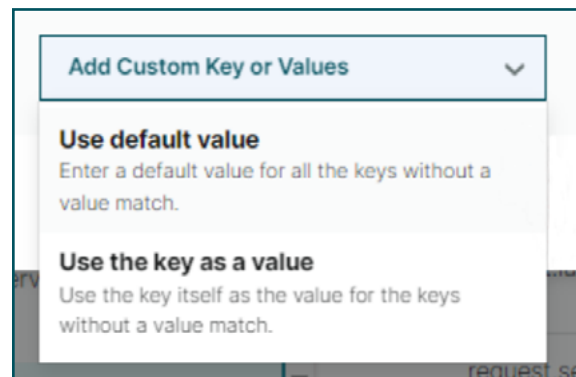 Add Custom Key or Values
Use default value
Enter a default value for all the keys without a
value match.
Use the key as a value
Use the key itself as the value for the keys
without a value match.
request se